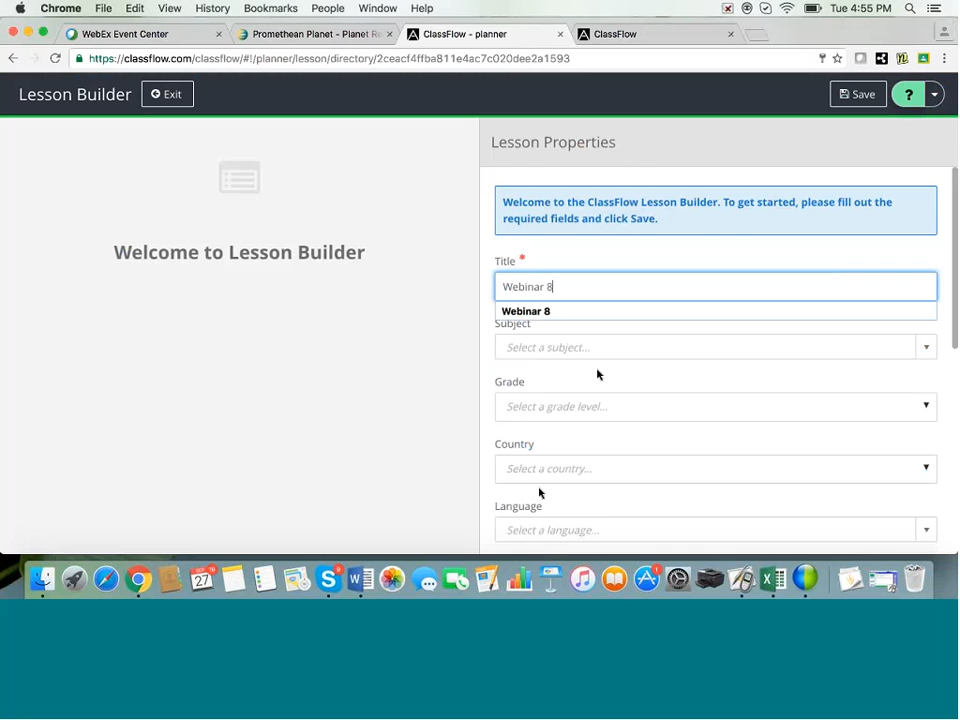 Chrome File Edit View History Bookmarks People Window Help Tue 4:55 PM
WebEx Event Center
Promethean Planet - Planet Re
ClassFlow - planner
ClassFlow
https://classflow.com/classflow/#!/planner/lesson/directory/2ceacf4ffba811e4ac7c020dee2a1593
Lesson Builder Exit Save ?
Lesson Properties
Welcome to the ClassFlow Lesson Builder. To get started, please fill out the
required fields and click Save.
Welcome to Lesson Builder
Title *
Webinar 8
Webinar 8
Subject
Select a subject...
Grade
Select a grade level...
Country
Select a country...
Language
Select a language...
27